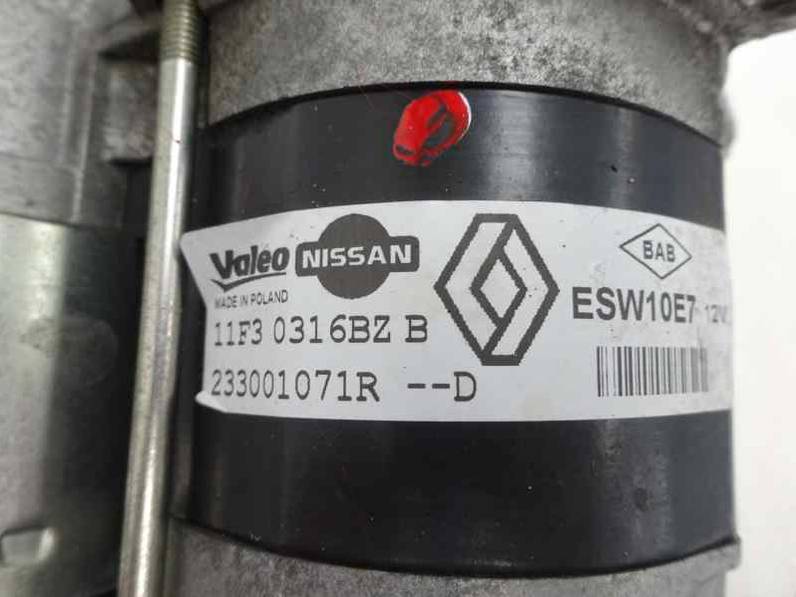 Valeo NISSAN
MADE IN POLAND
11F3 0316BZ B
233001071R --D
BAB
ESW10E7 12V